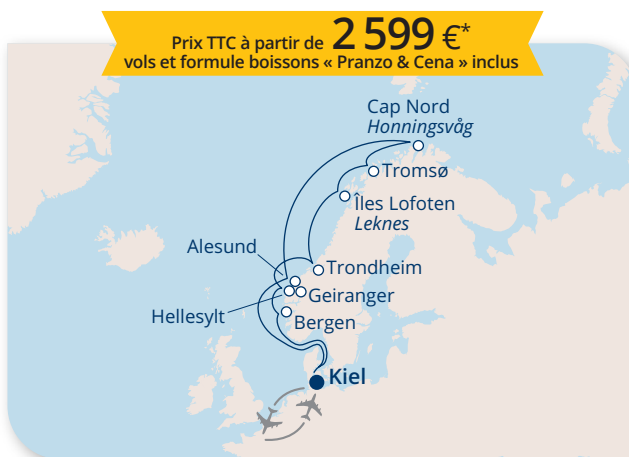 Prix TTC à partir de 2 599 €*
vols et formule boissons « Pranzo & Cena » inclus
Cap Nord
Honningsvåg
Tromsø
Îles Lofoten
Leknes
Alesund
Trondheim
Geiranger
Hellesylt
Bergen
Kiel